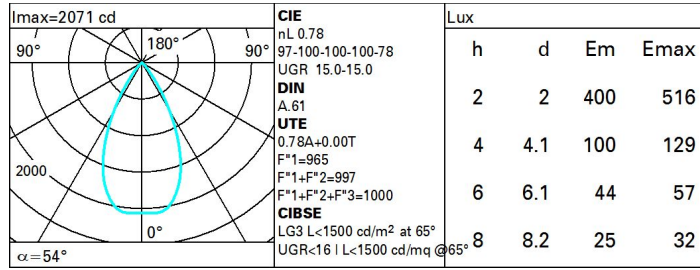 Imax=2071 cd
90°
180°
90°
2000
0°
α=54°
CIE
nL 0.78
97-100-100-100-78
UGR 15.0-15.0
DIN
A.61
UTE
0.78A+0.00T
F"1=965
F"1+F"2=997
F"1+F"2+F"3=1000
CIBSE
LG3 L<1500 cd/m² at 65°
UGR<16 | L<1500 cd/mq @65°
Lux
h d Em Emax
2 2 400 516
4 4.1 100 129
6 6.1 44 57
8 8.2 25 32